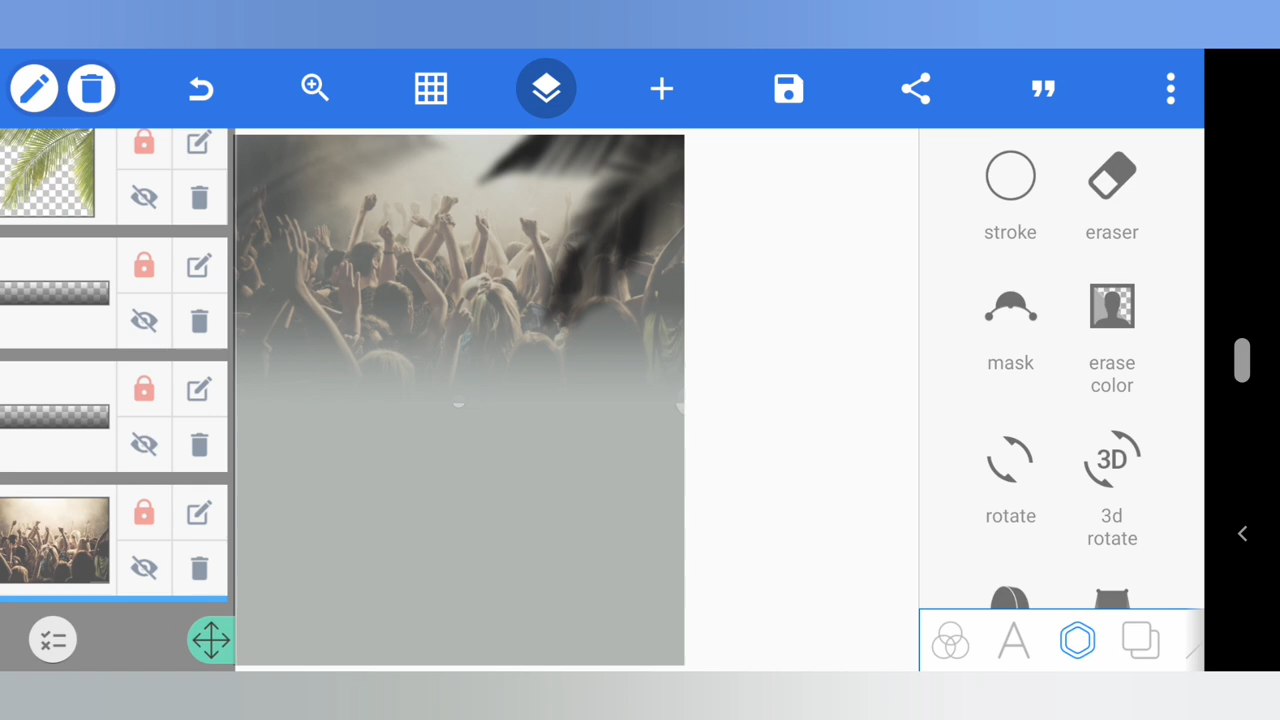 stroke
eraser
mask
erase
color
rotate
3D
3d
rotate
A